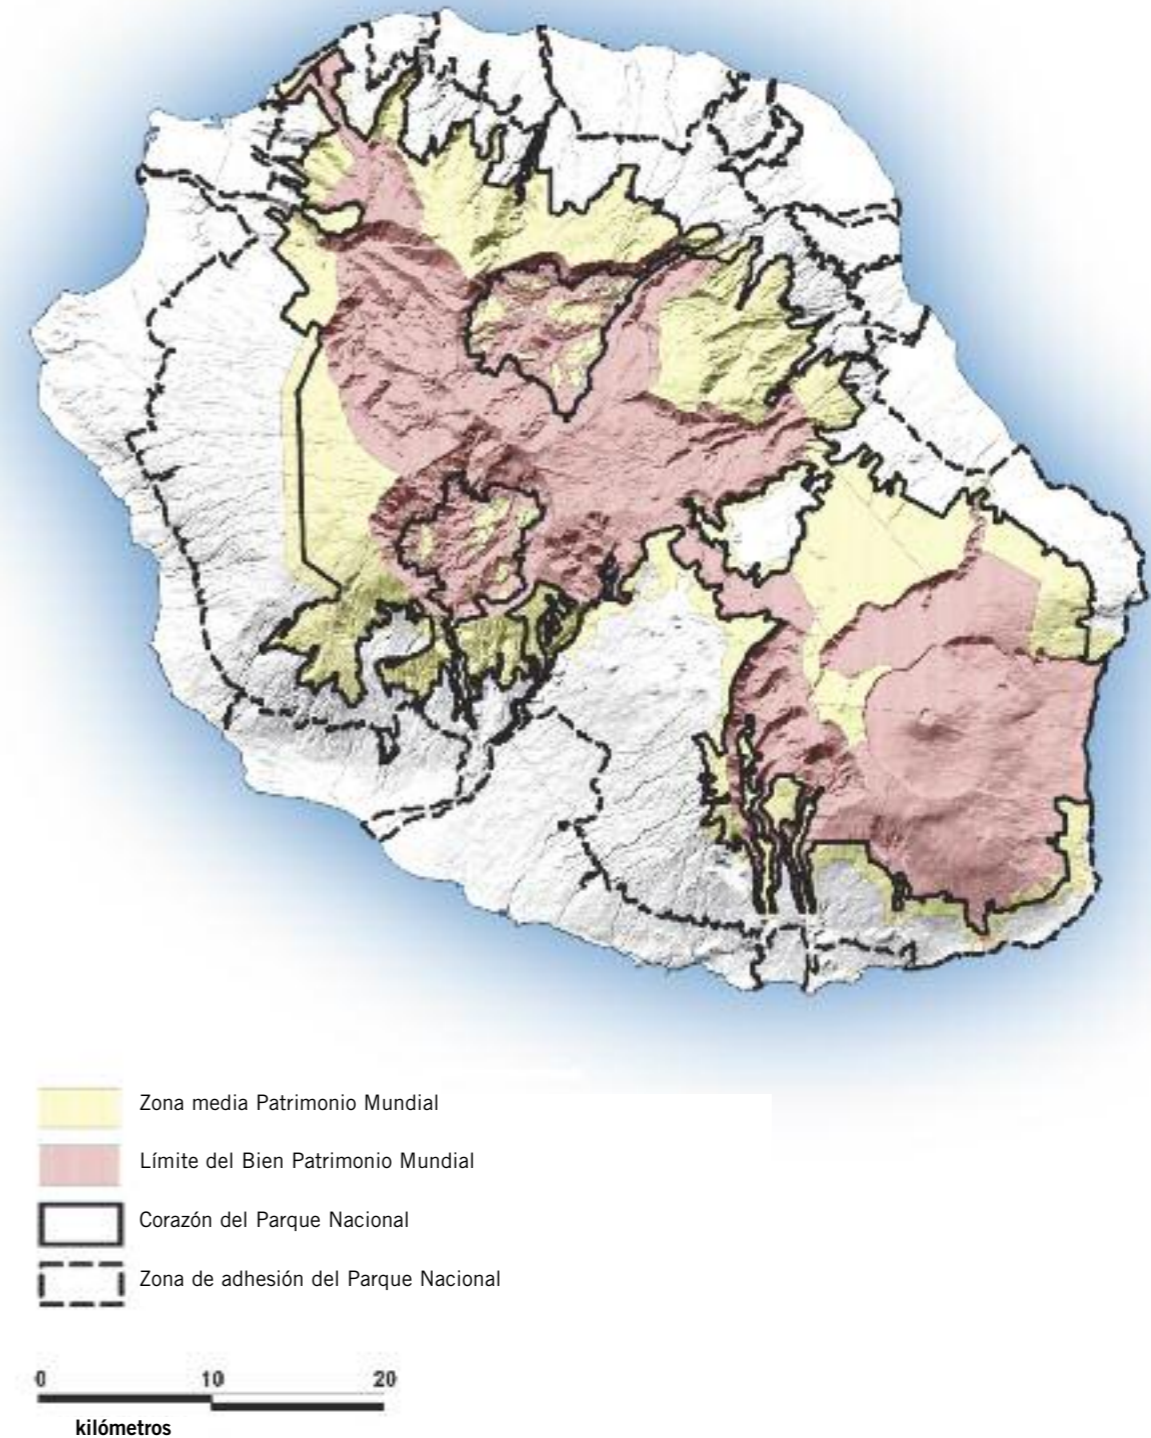 Zona media Patrimonio Mundial
Límite del Bien Patrimonio Mundial
Corazón del Parque Nacional
Zona de adhesión del Parque Nacional
0 10 20
kilómetros